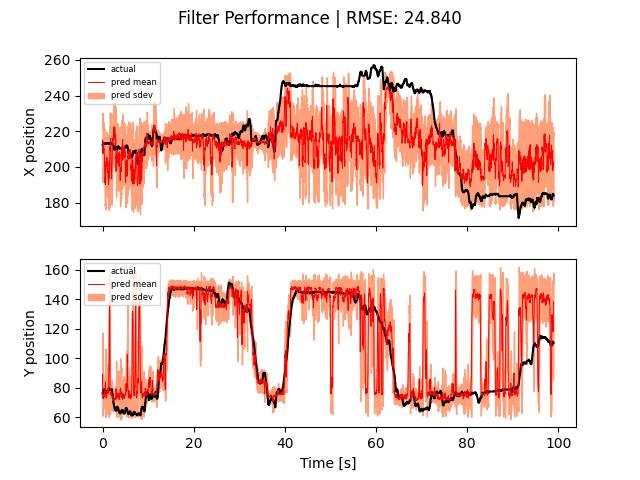 Filter Performance | RMSE: 24.840
260
240
220
200
180
X position
actual
pred mean
pred sdev
160
140
120
100
80
60
Y position
actual
pred mean
pred sdev
0 20 40 60 80 100
Time [s]